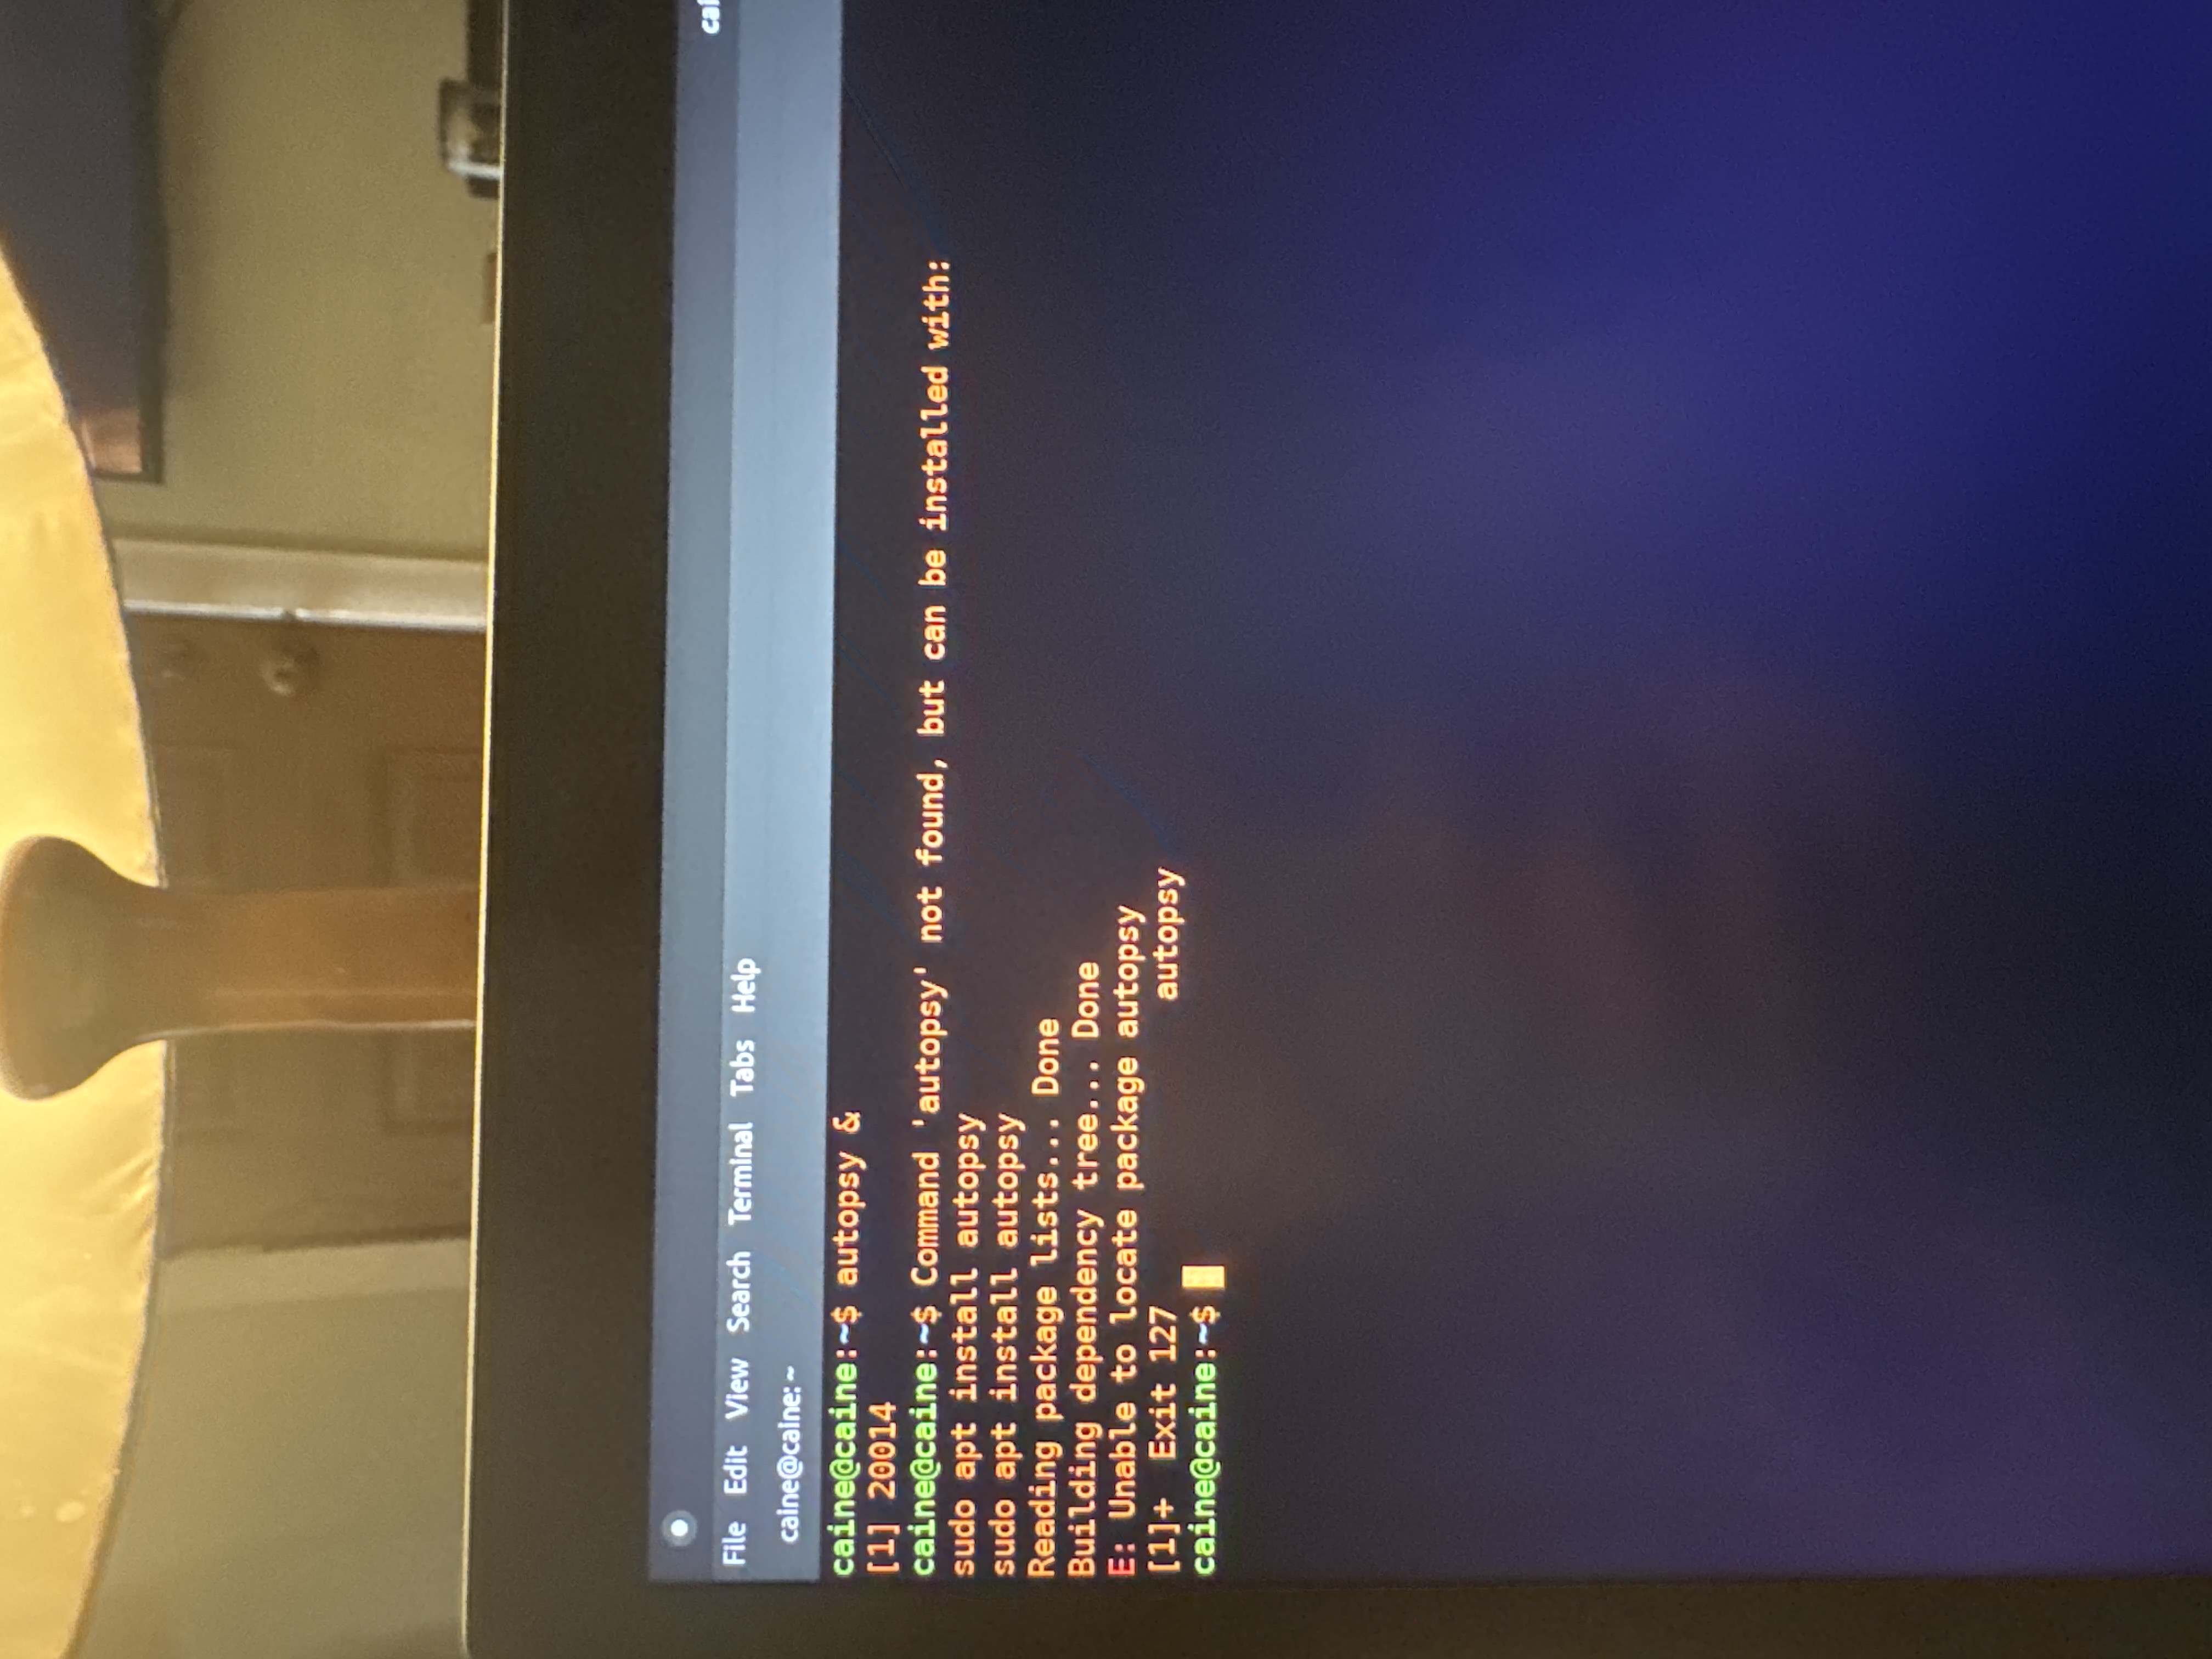 File Edit View Search Terminal Tabs Help
caine@caine: ~
caine@caine:~$ autopsy &
[1] 20014
caine@caine:~$ Command 'autopsy' not found, but can be installed with:
sudo apt install autopsy
sudo apt install autopsy
Reading package lists... Done
Building dependency tree... Done
E: Unable to locate package autopsy
[1]+  Exit 127                autopsy
caine@caine:~$